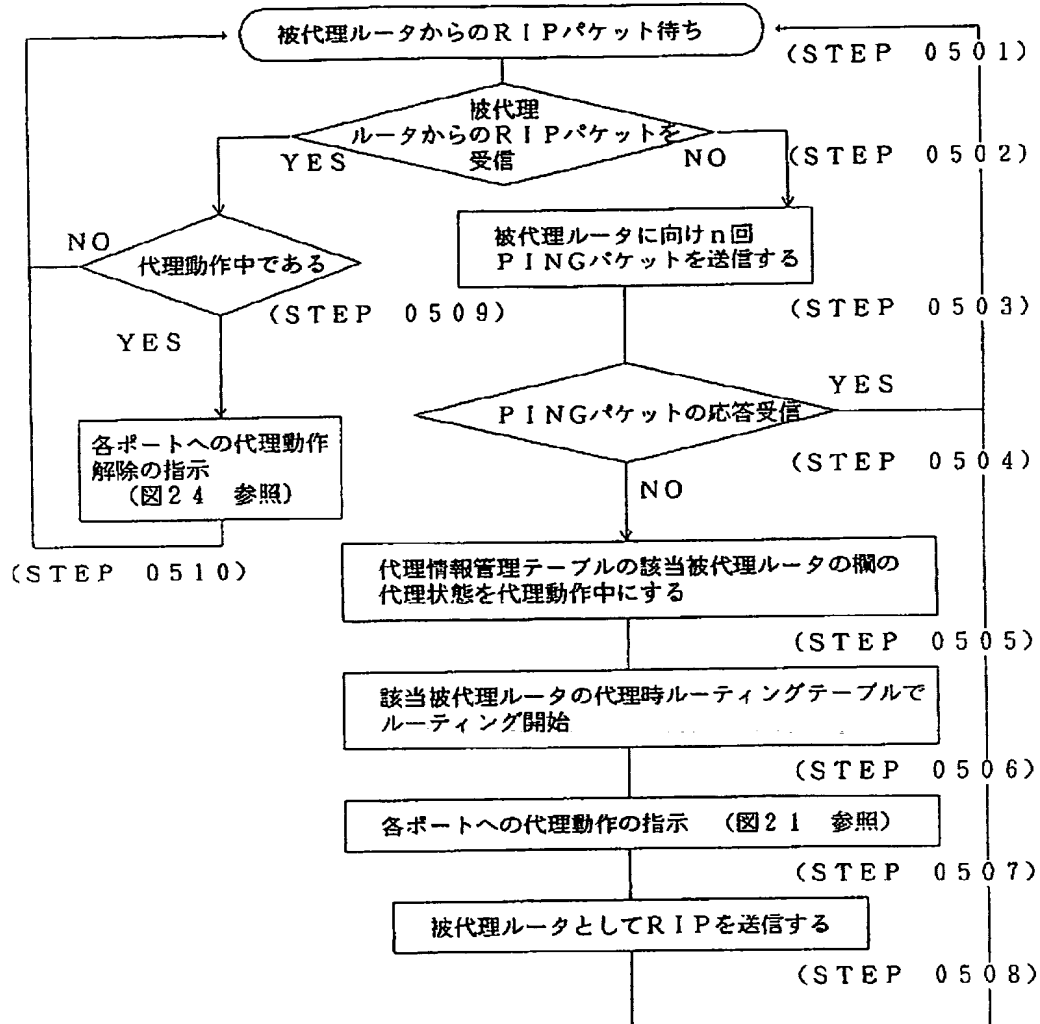 被代理ルータからのRIPパケット待ち
(STEP 0501)
被代理
ルータからのRIPパケットを
受信
YES
NO
(STEP 0502)
被代理ルータに向けn回
PINGパケットを送信する
(STEP 0503)
NO
代理動作中である
(STEP 0509)
YES
PINGパケットの応答受信
YES
(STEP 0504)
NO
各ポートへの代理動作
解除の指示
(図24 参照)
(STEP 0510)
代理情報管理テーブルの該当被代理ルータの欄の
代理状態を代理動作中にする
(STEP 0505)
該当被代理ルータの代理時ルーティングテーブルで
ルーティング開始
(STEP 0506)
各ポートへの代理動作の指示 (図21 参照)
(STEP 0507)
被代理ルータとしてRIPを送信する
(STEP 0508)